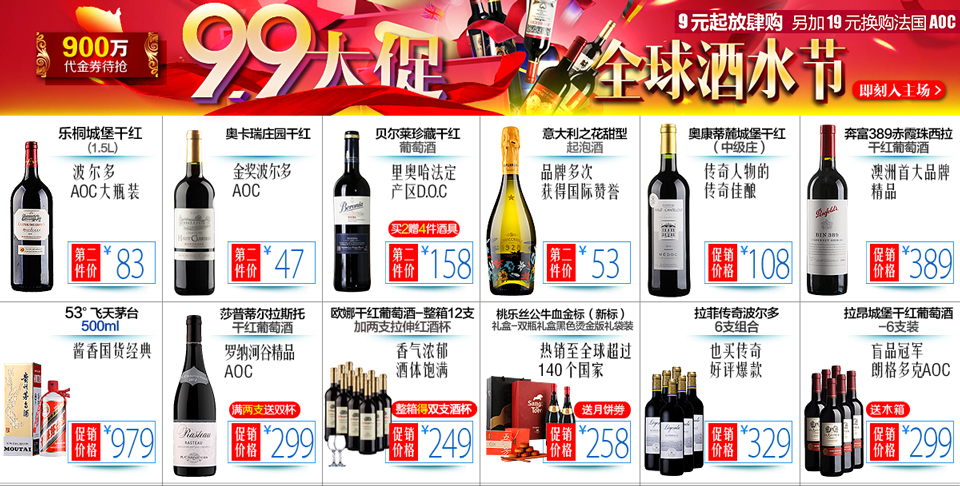 900万
代金券待抢
9.9大促
9元起放肆购 另加19元换购法国AOC
全球酒水节
即刻入主场 >
乐桐城堡干红
(1.5L)
波尔多
AOC大瓶装
第二件价 ¥83
奥卡瑞庄园干红
金奖波尔多
AOC
第二件价 ¥47
贝尔莱珍藏干红
葡萄酒
里奥哈法定
产区D.O.C
买2赠4件酒具
第二件价 ¥158
Beronia
意大利之花甜型
起泡酒
品牌多次
获得国际赞誉
第二件价 ¥53
奥康蒂麓城堡干红
（中级庄）
传奇人物的
传奇佳酿
促销价格 ¥108
MEDOC
奔富389赤霞珠西拉
干红葡萄酒
澳洲首大品牌
精品
促销价格 ¥389
Penfolds
BIN 389
53° 飞天茅台
500ml
酱香国货经典
促销价格 ¥979
贵州茅台酒
MOUTAI
莎普蒂尔拉斯托
干红葡萄酒
罗纳河谷精品
AOC
满两支送双杯
促销价格 ¥299
Rasteau
RASTEAU
欧娜干红葡萄酒-整箱12支
加两支拉伸红酒杯
香气浓郁
酒体饱满
整箱得双支酒杯
促销价格 ¥249
桃乐丝公牛血金标（新标）
礼盒-双瓶礼盒黑色烫金版礼袋装
热销至全球超过
140个国家
送月饼券
促销价格 ¥258
拉菲传奇波尔多
6支组合
也买传奇
好评爆款
促销价格 ¥329
拉昂城堡干红葡萄酒
-6支装
盲品冠军
朗格多克AOC
送木箱
促销价格 ¥299